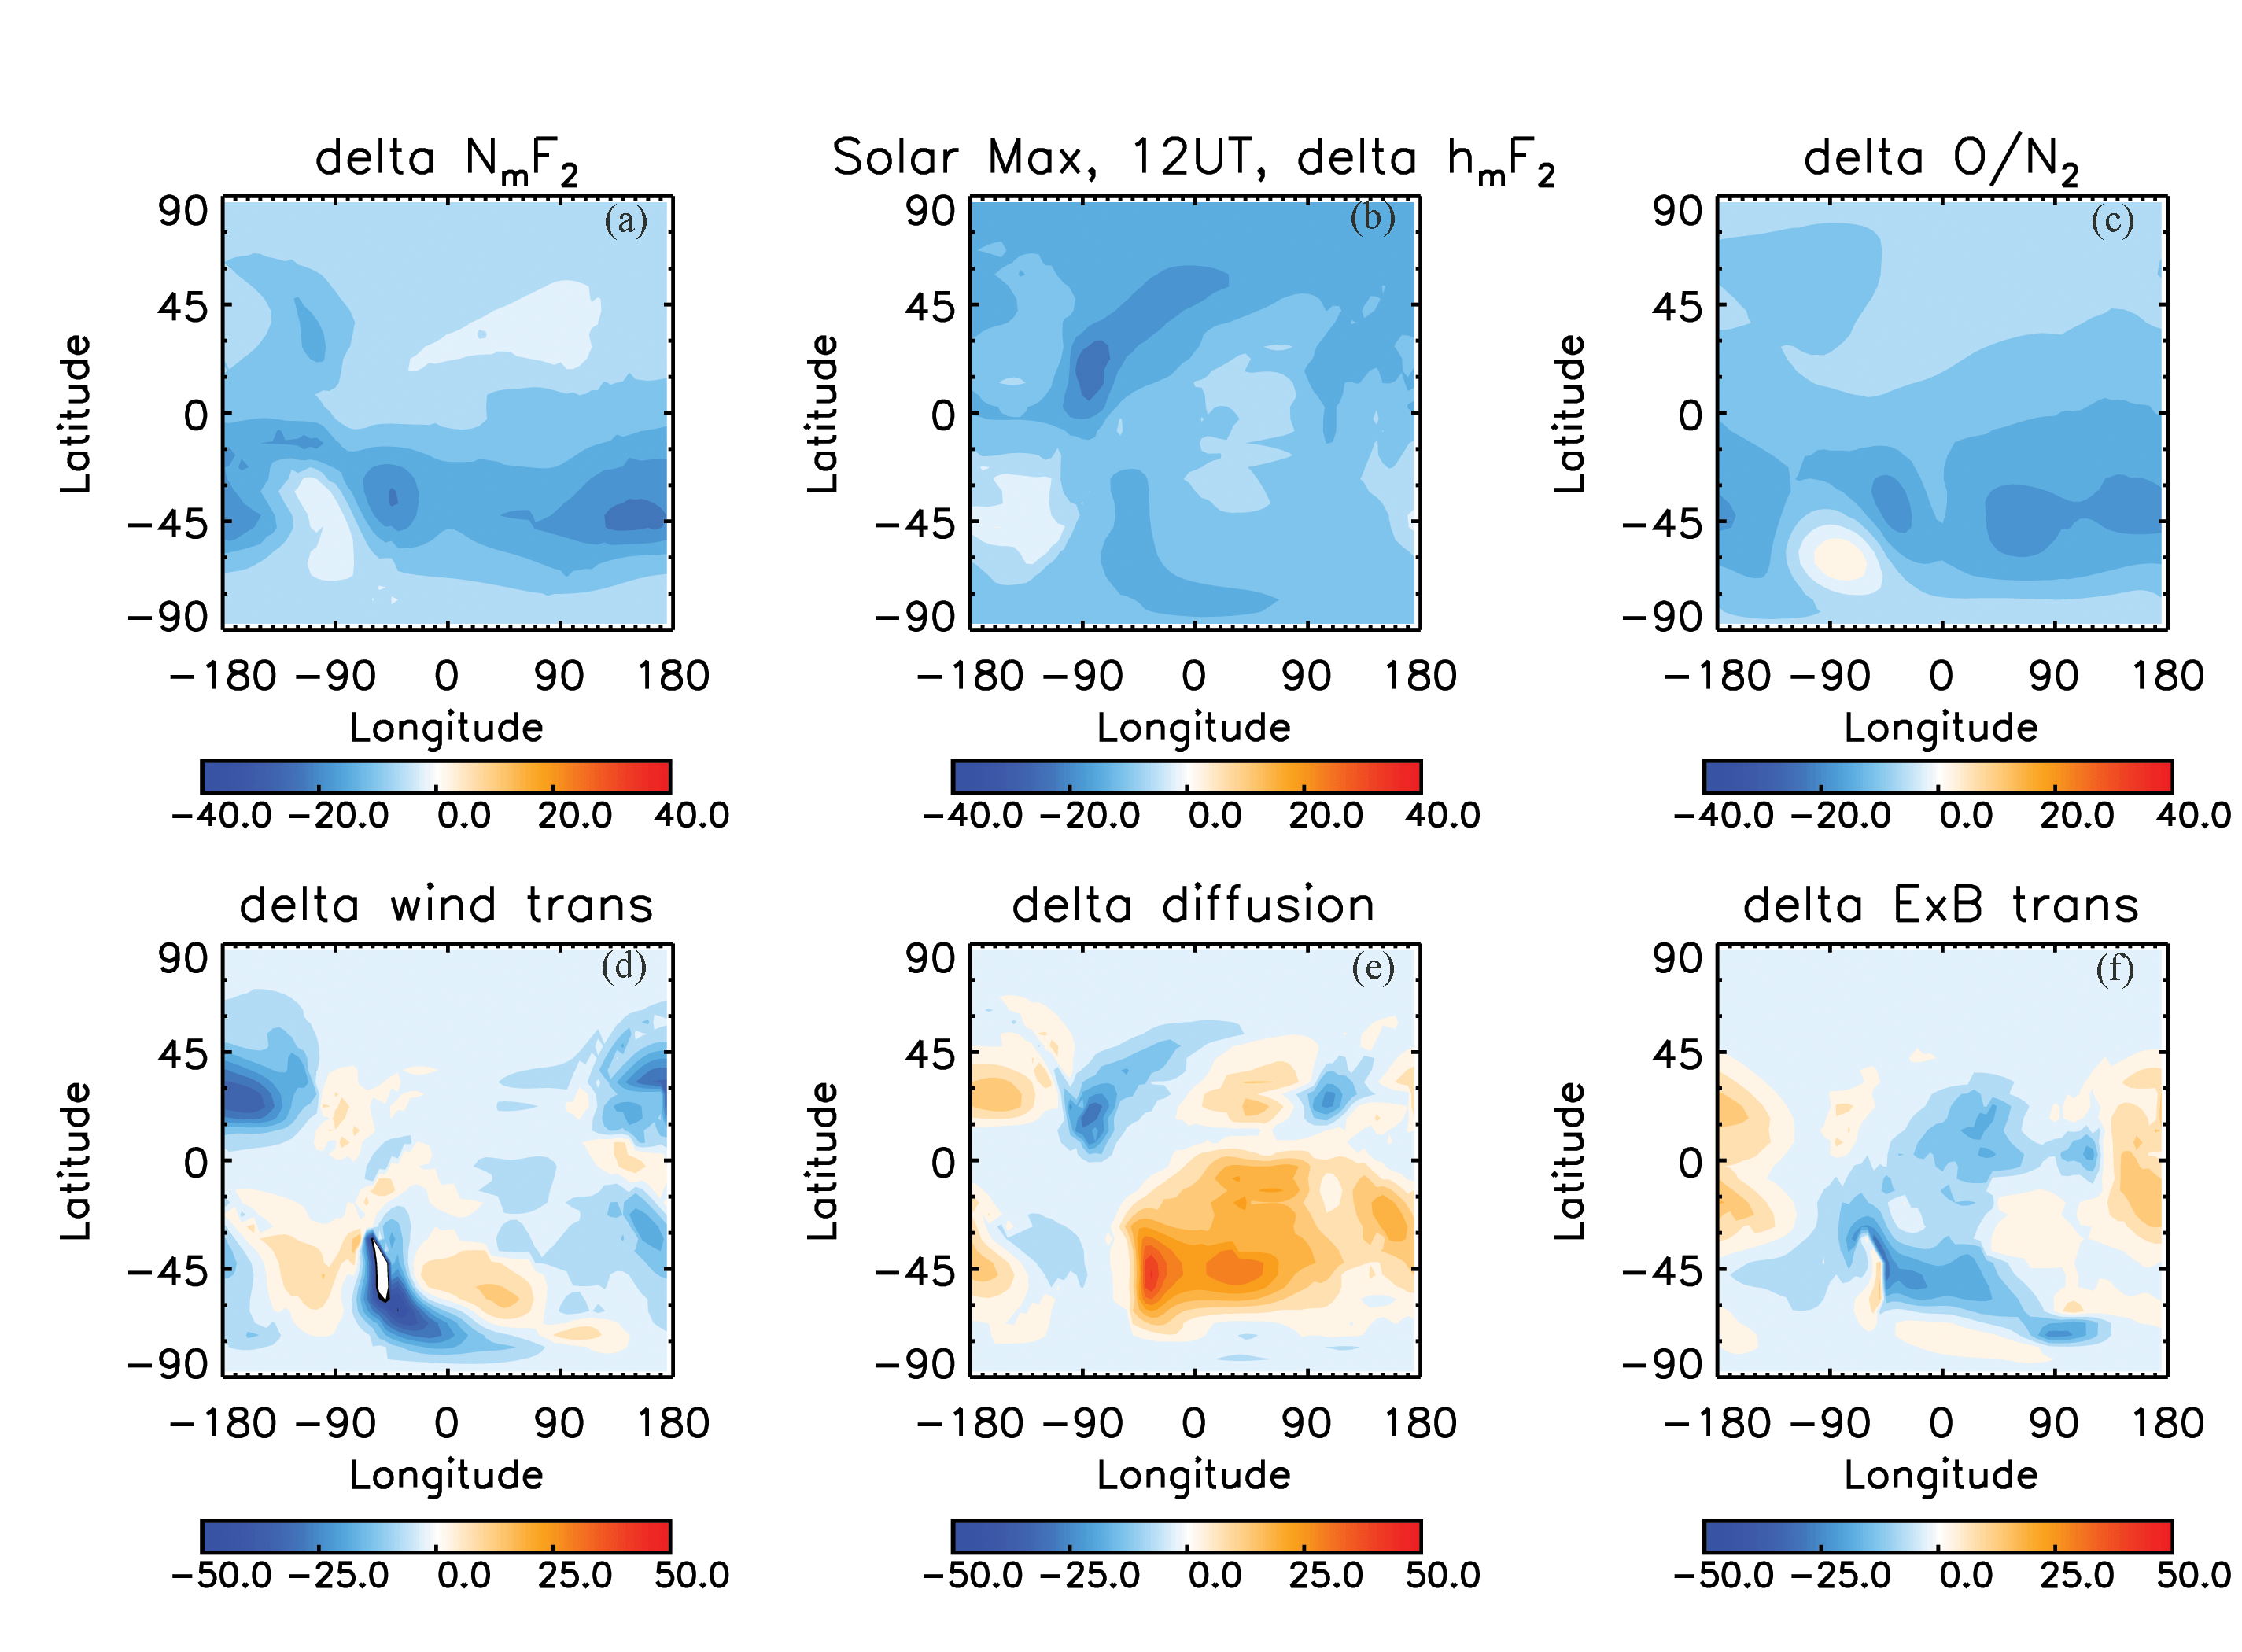 delta NmF2
Solar Max, 12UT, delta hmF2
delta O/N2
(a)
(b)
(c)
90
45
0
−45
−90
Latitude
−180 −90 0 90 180
Longitude
−40.0 −20.0 0.0 20.0 40.0
90
45
0
−45
−90
Latitude
−180 −90 0 90 180
Longitude
−40.0 −20.0 0.0 20.0 40.0
90
45
0
−45
−90
Latitude
−180 −90 0 90 180
Longitude
−40.0 −20.0 0.0 20.0 40.0
delta wind trans
delta diffusion
delta ExB trans
(d)
(e)
(f)
90
45
0
−45
−90
Latitude
−180 −90 0 90 180
Longitude
−50.0 −25.0 0.0 25.0 50.0
90
45
0
−45
−90
Latitude
−180 −90 0 90 180
Longitude
−50.0 −25.0 0.0 25.0 50.0
90
45
0
−45
−90
Latitude
−180 −90 0 90 180
Longitude
−50.0 −25.0 0.0 25.0 50.0